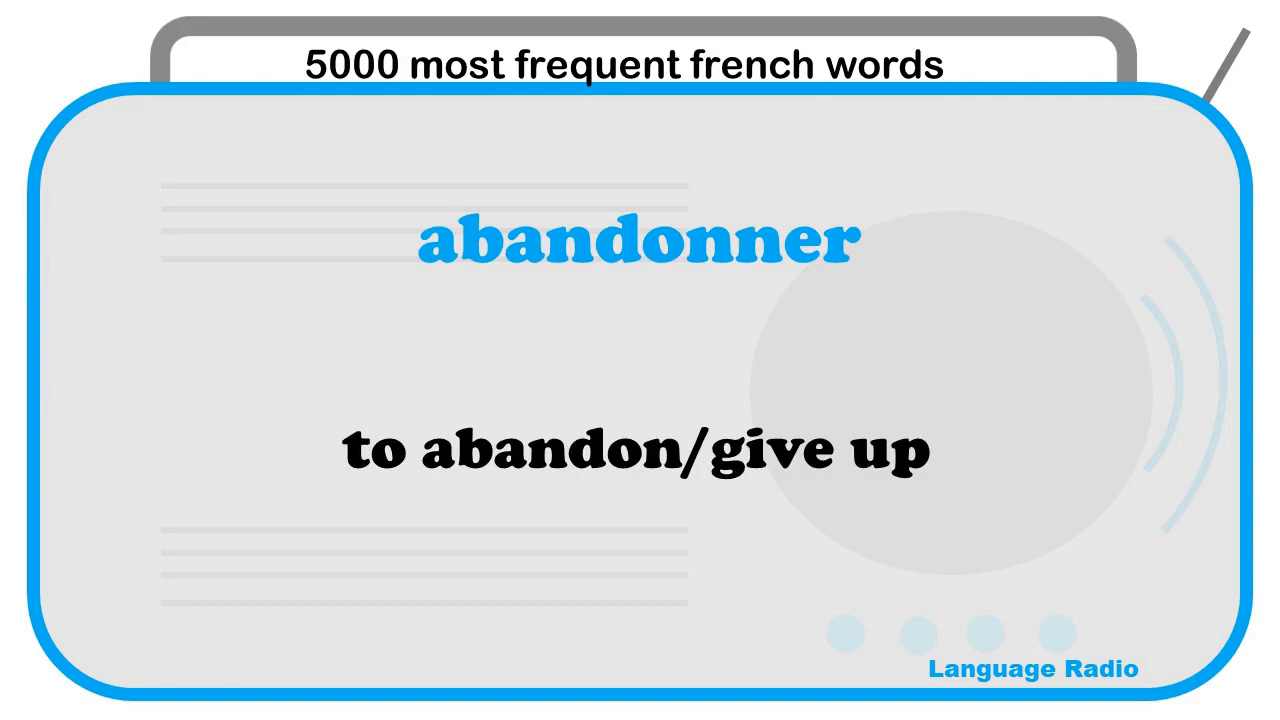 5000 most frequent french words
abandonner
to abandon/give up
Language Radio